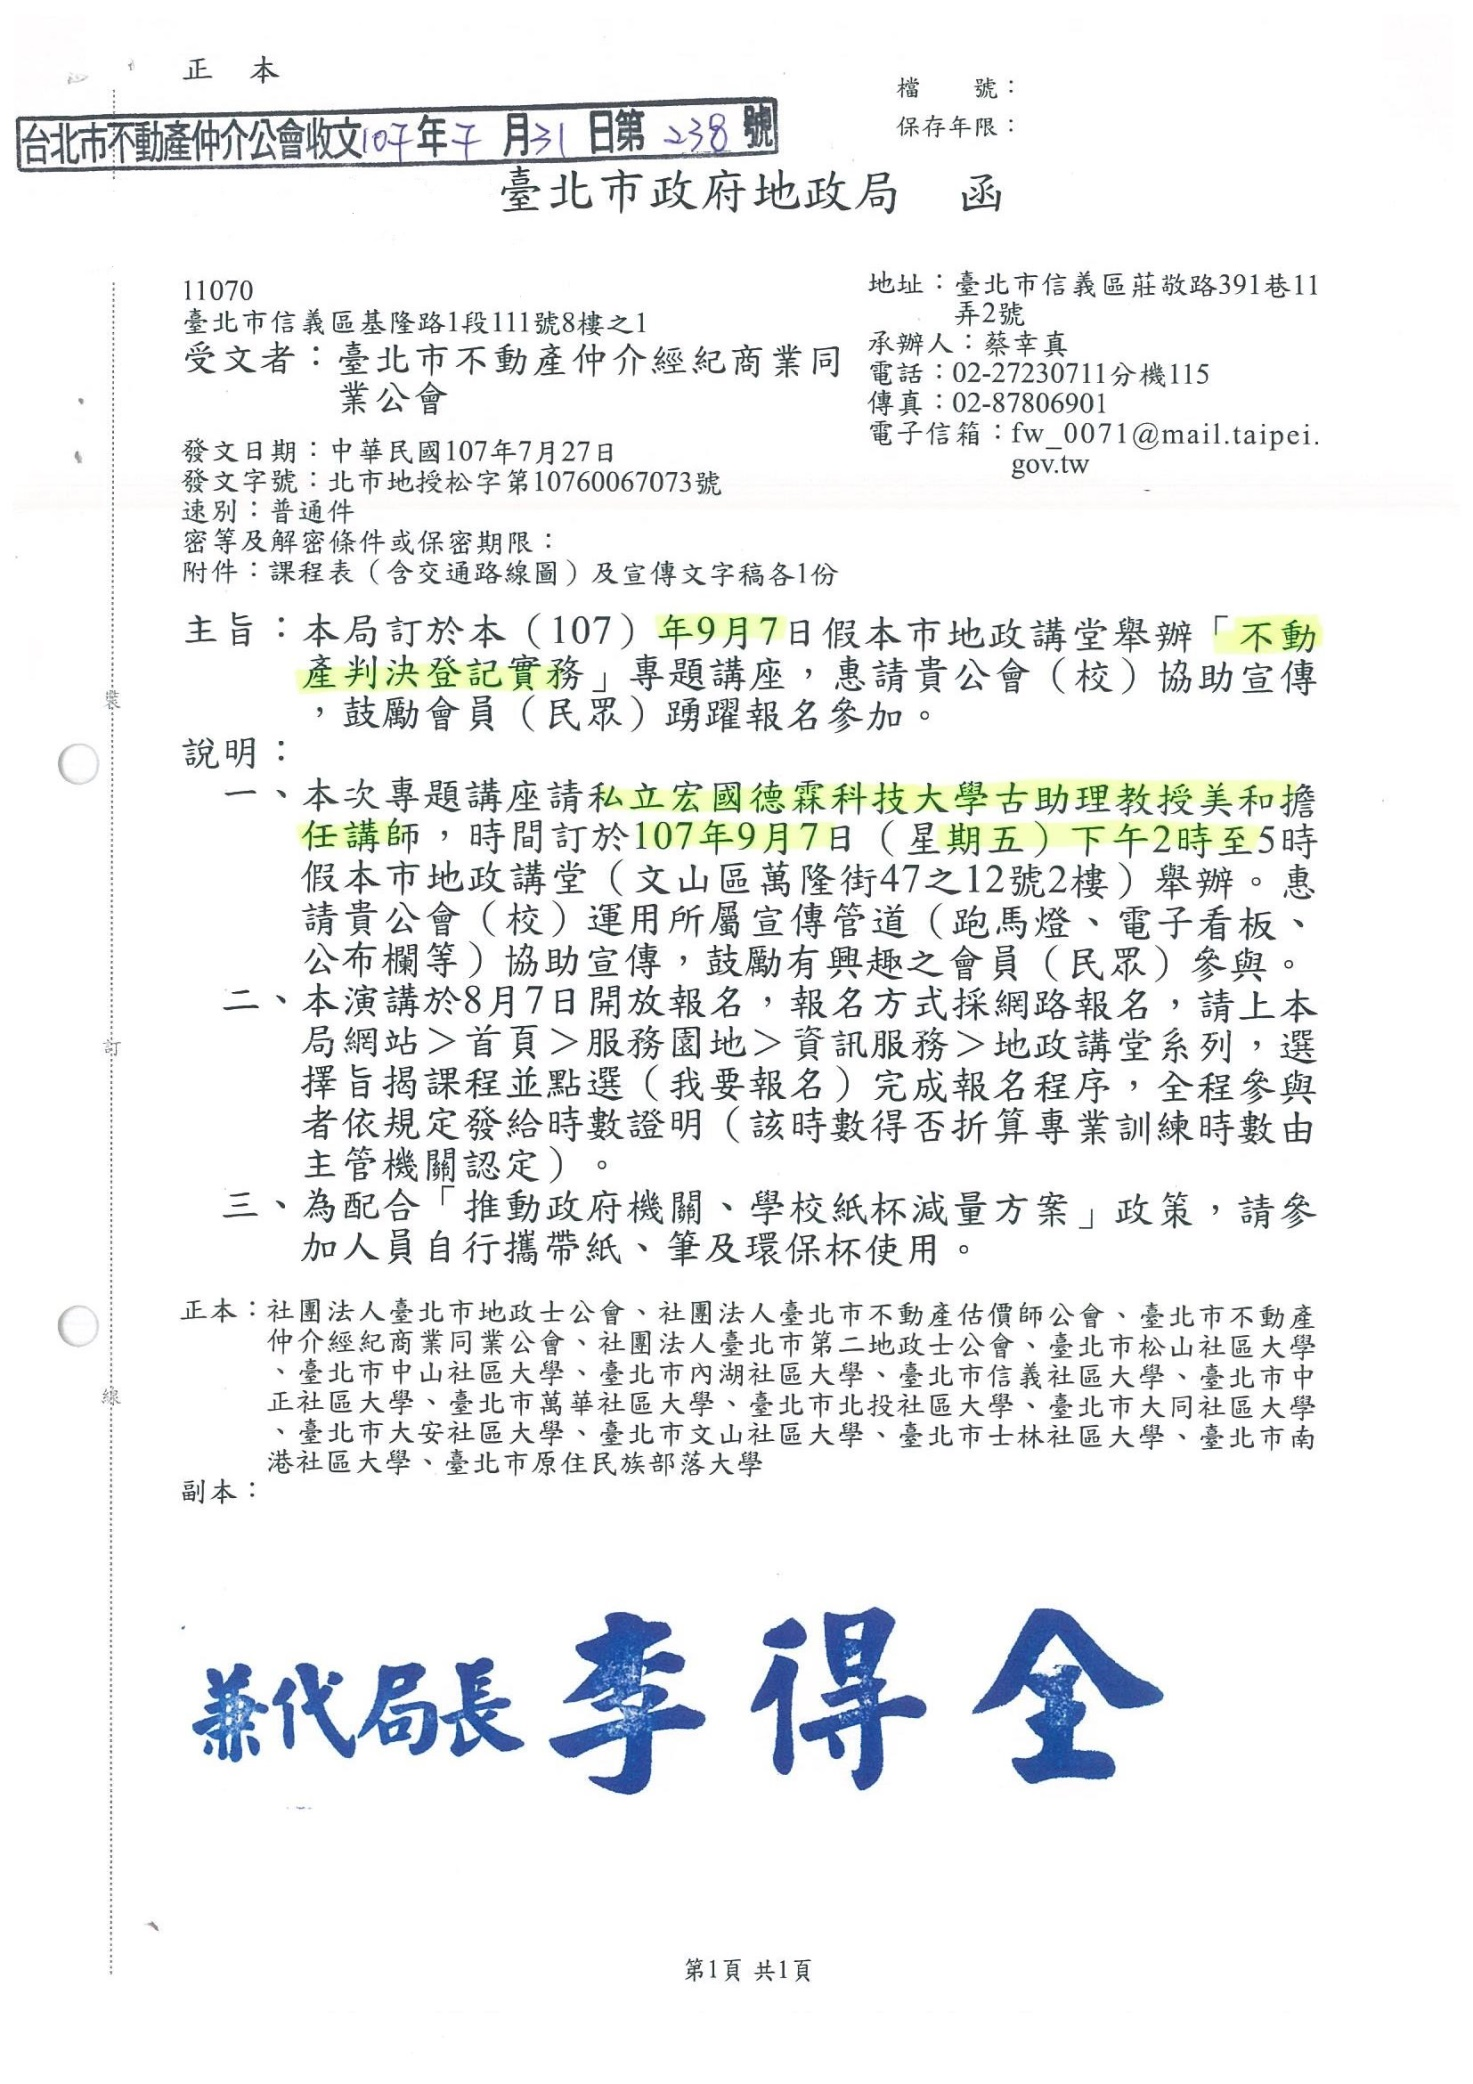 正　本
檔　　號：
保存年限：
台北市不動產仲介公會收文107年7月31日第238號
臺北市政府地政局　函
11070
臺北市信義區基隆路1段111號8樓之1
受文者：臺北市不動產仲介經紀商業同
業公會
地址：臺北市信義區莊敬路391巷11
弄2號
承辦人：蔡幸真
電話：02-27230711分機115
傳真：02-87806901
電子信箱：fw_0071@mail.taipei.
gov.tw
發文日期：中華民國107年7月27日
發文字號：北市地授松字第10760067073號
速別：普通件
密等及解密條件或保密期限：
附件：課程表（含交通路線圖）及宣傳文字稿各1份
主旨：本局訂於本（107）年9月7日假本市地政講堂舉辦「不動
產判決登記實務」專題講座，惠請貴公會（校）協助宣傳
，鼓勵會員（民眾）踴躍報名參加。
說明：
一、本次專題講座請私立宏國德霖科技大學古助理教授美和擔
任講師，時間訂於107年9月7日（星期五）下午2時至5時
假本市地政講堂（文山區萬隆街47之12號2樓）舉辦。惠
請貴公會（校）運用所屬宣傳管道（跑馬燈、電子看板、
公布欄等）協助宣傳，鼓勵有興趣之會員（民眾）參與。
二、本演講於8月7日開放報名，報名方式採網路報名，請上本
局網站＞首頁＞服務園地＞資訊服務＞地政講堂系列，選
擇旨揭課程並點選（我要報名）完成報名程序，全程參與
者依規定發給時數證明（該時數得否折算專業訓練時數由
主管機關認定）。
三、為配合「推動政府機關、學校紙杯減量方案」政策，請參
加人員自行攜帶紙、筆及環保杯使用。
正本：社團法人臺北市地政士公會、社團法人臺北市不動產估價師公會、臺北市不動產
仲介經紀商業同業公會、社團法人臺北市第二地政士公會、臺北市松山社區大學
、臺北市中山社區大學、臺北市內湖社區大學、臺北市信義社區大學、臺北市中
正社區大學、臺北市萬華社區大學、臺北市北投社區大學、臺北市大同社區大學
、臺北市大安社區大學、臺北市文山社區大學、臺北市士林社區大學、臺北市南
港社區大學、臺北市原住民族部落大學
副本：
裝
訂
線
兼代局長 李得全
第1頁 共1頁